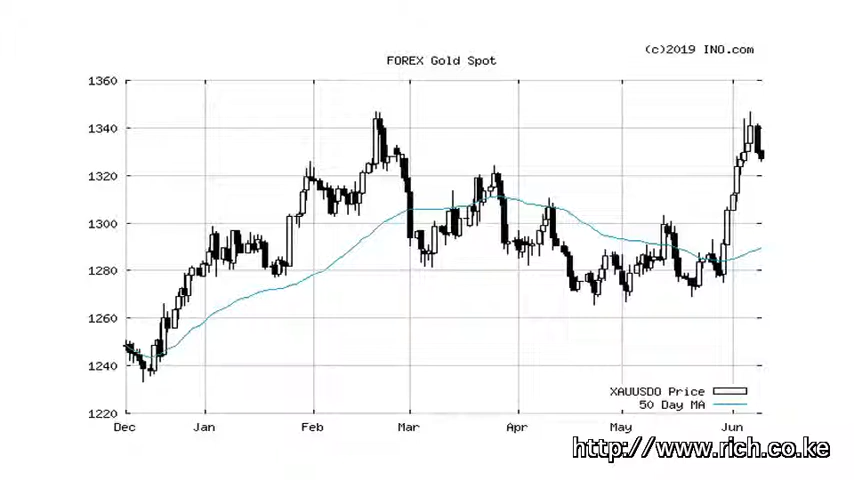 (c)2019 INO.com
FOREX Gold Spot
1360
1340
1320
1300
1280
1260
1240
1220
XAUUSDO Price
50 Day MA
Dec Jan Feb Mar Apr May Jun
http://www.rich.co.ke